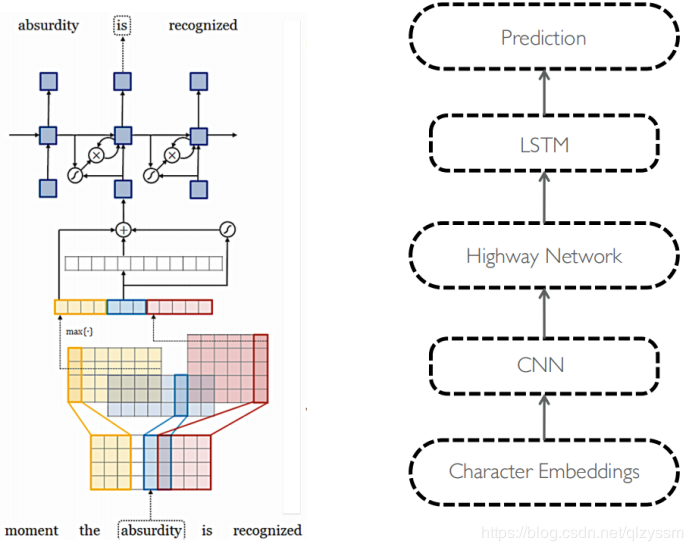 absurdity is recognized
max{·}
moment the absurdity is recognized
Prediction
LSTM
Highway Network
CNN
Character Embeddings
https://blog.csdn.net/qlzyssm